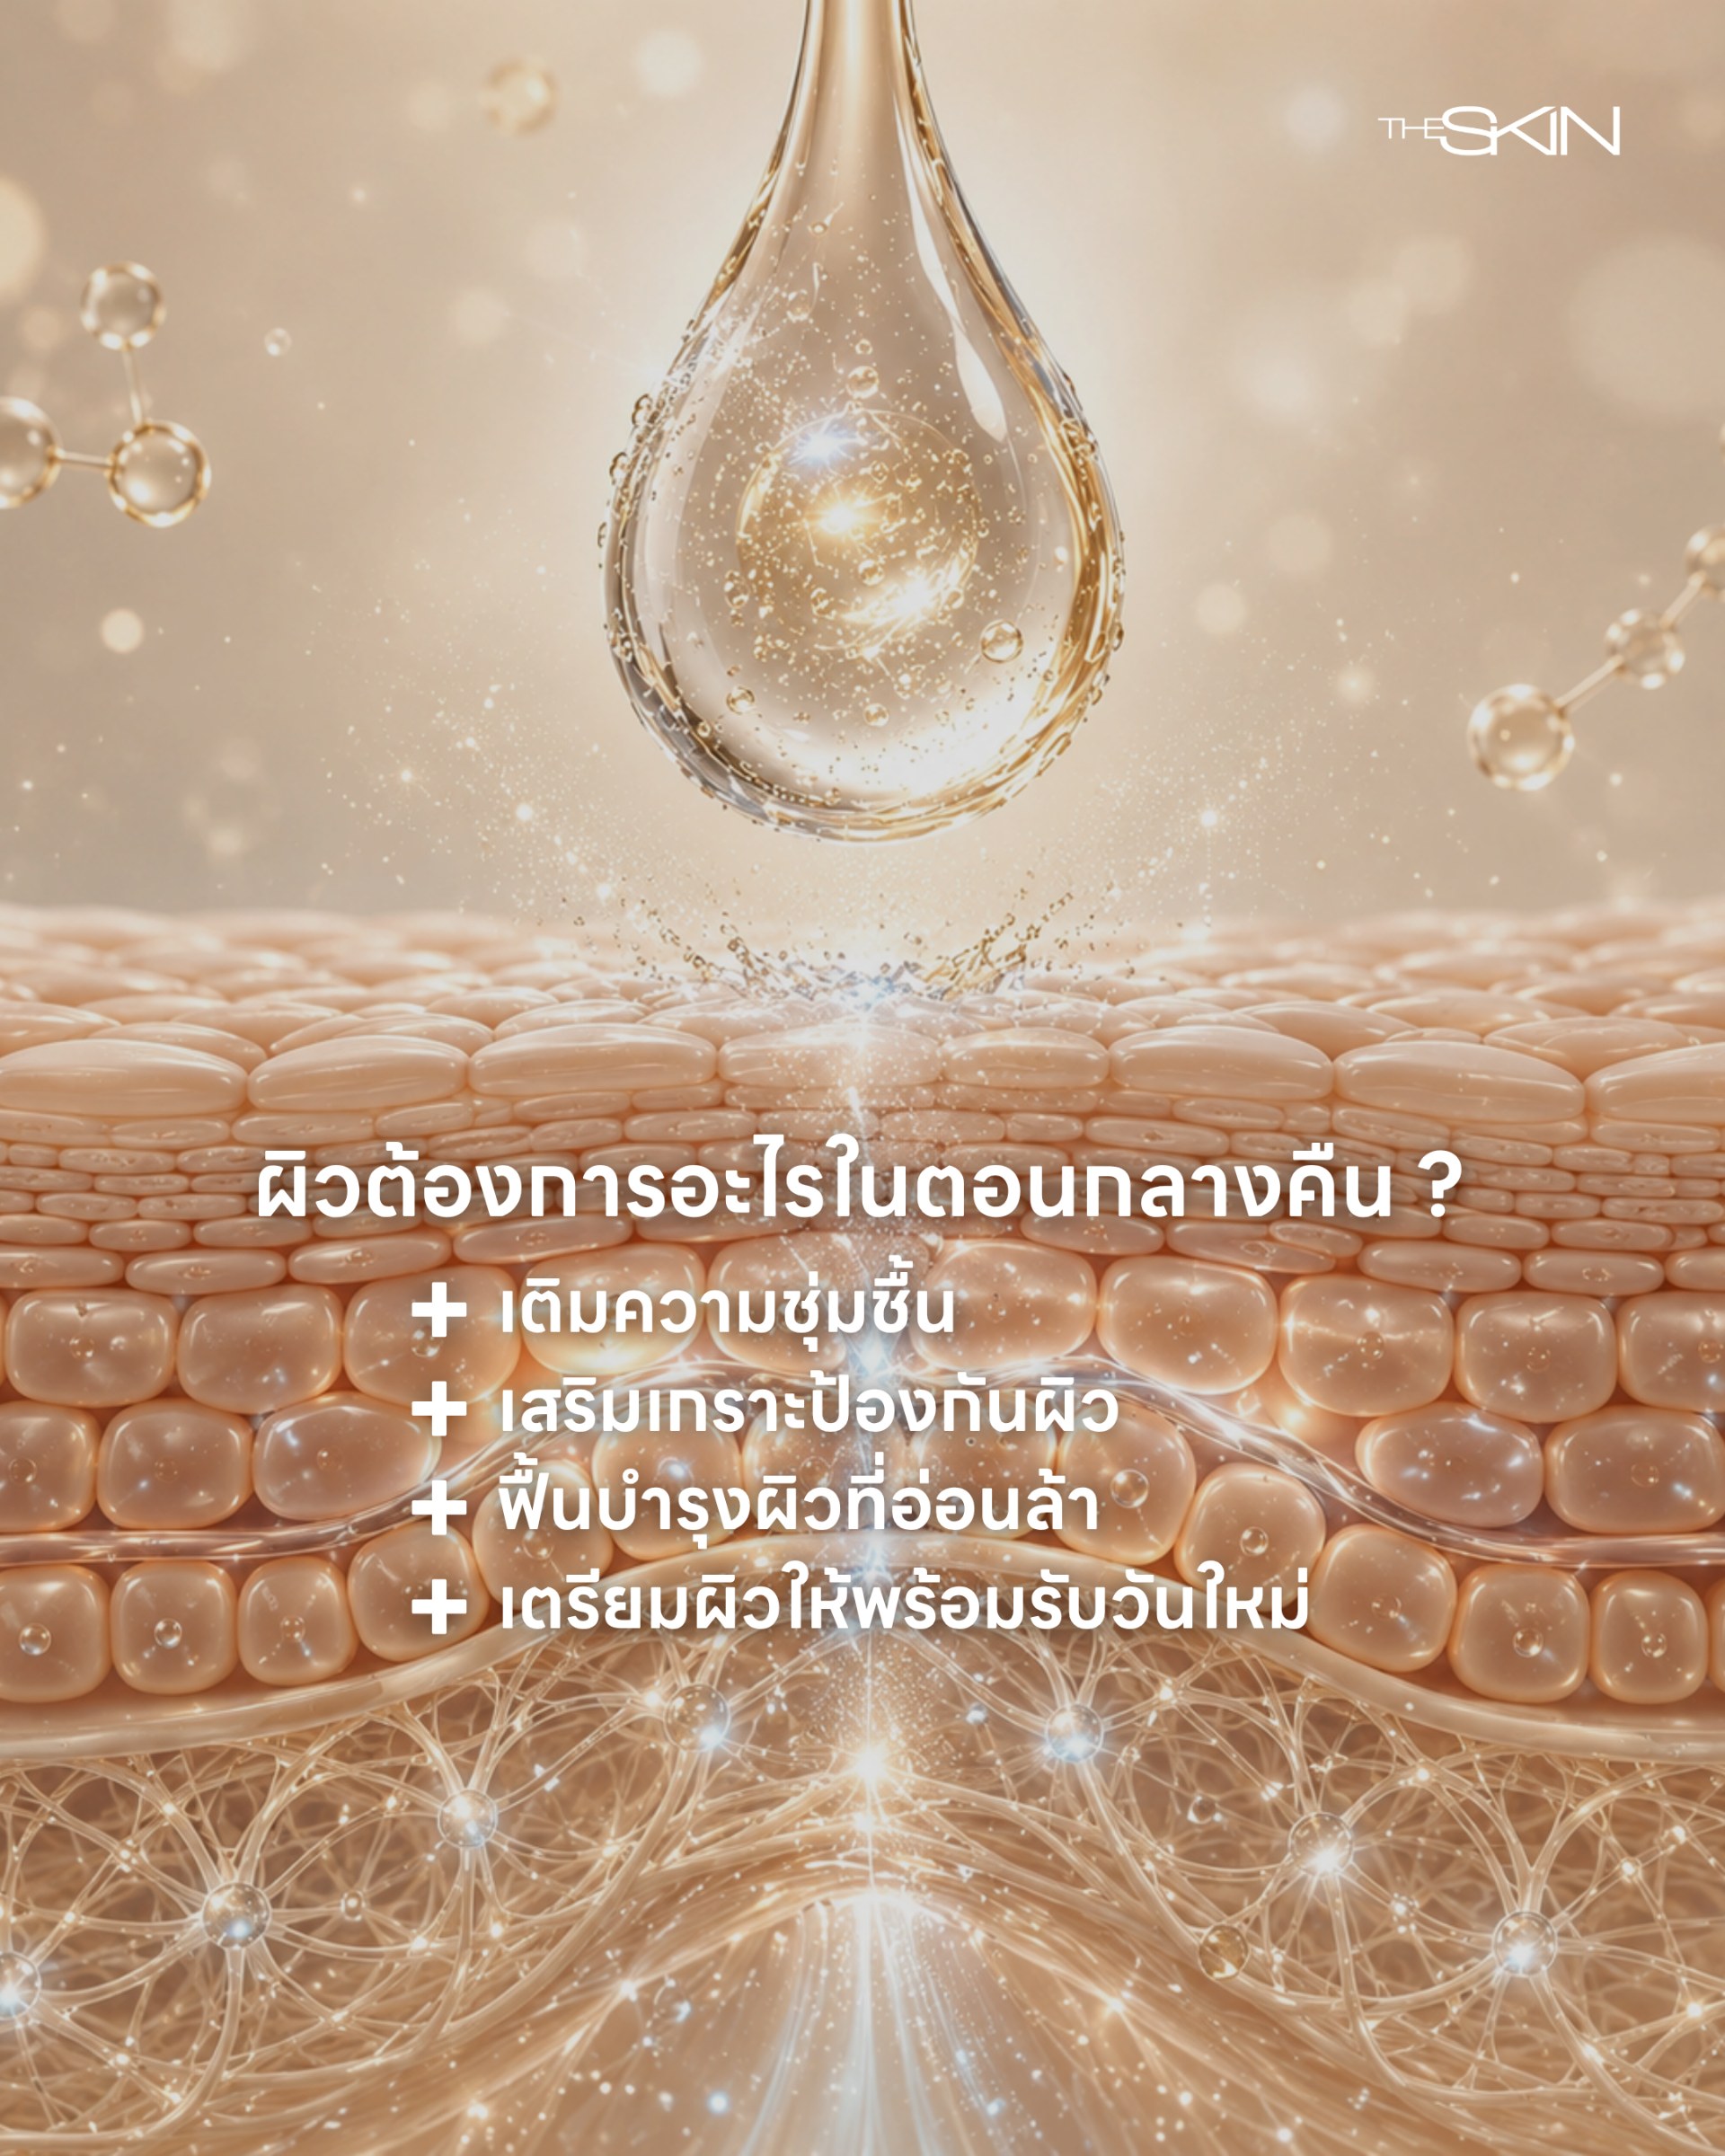 THE SKIN
ผิวต้องการอะไรในตอนกลางคืน ?
+ เติมความชุ่มชื้น
+ เสริมเกราะป้องกันผิว
+ ฟื้นบำรุงผิวที่อ่อนล้า
+ เตรียมผิวให้พร้อมรับวันใหม่